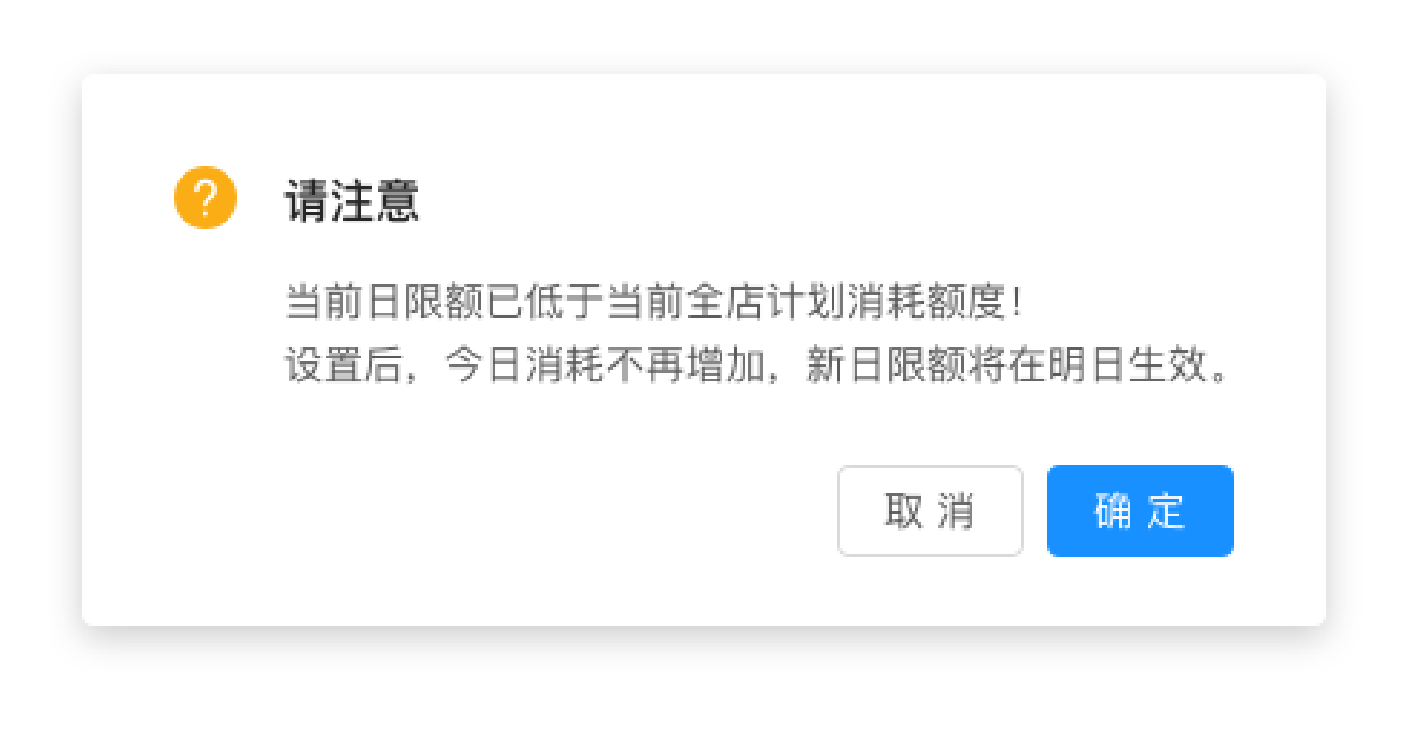 请注意
当前日限额已低于当前全店计划消耗额度！
设置后，今日消耗不再增加，新日限额将在明日生效。
取 消 确 定